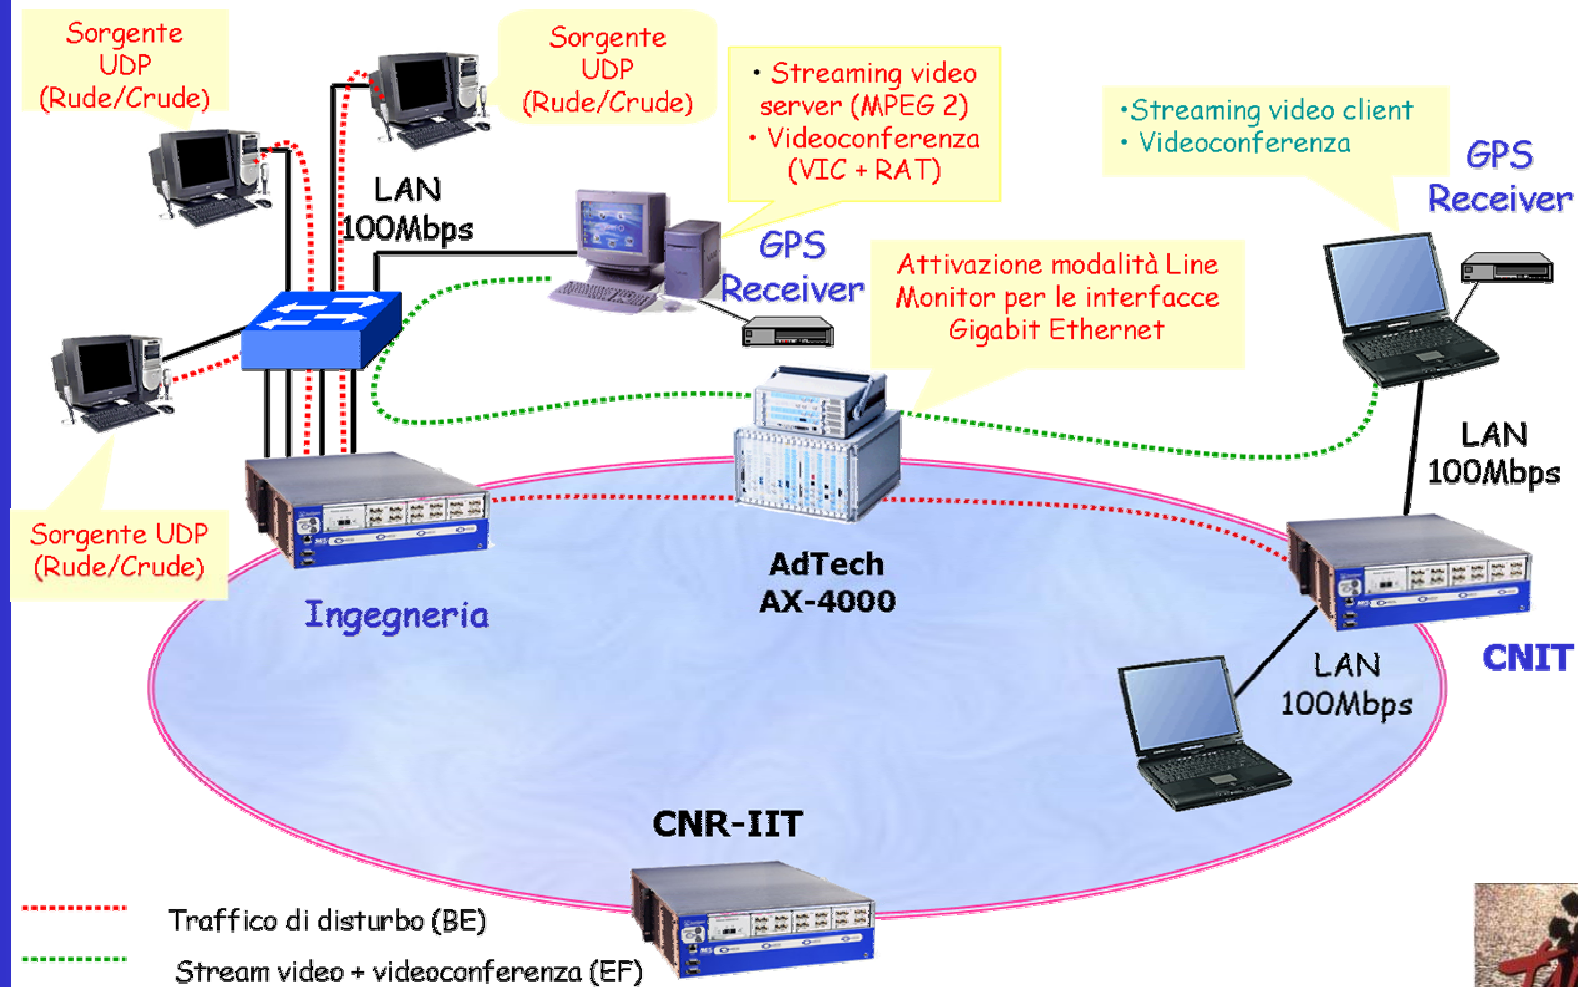 Sorgente
UDP
(Rude/Crude)
Sorgente
UDP
(Rude/Crude)
• Streaming video
server (MPEG 2)
• Videoconferenza
(VIC + RAT)
•Streaming video client
• Videoconferenza
GPS
Receiver
LAN
100Mbps
GPS
Receiver
Attivazione modalità Line
Monitor per le interfacce
Gigabit Ethernet
LAN
100Mbps
Sorgente UDP
(Rude/Crude)
AdTech
AX-4000
Ingegneria
CNIT
LAN
100Mbps
CNR-IIT
Traffico di disturbo (BE)
Stream video + videoconferenza (EF)